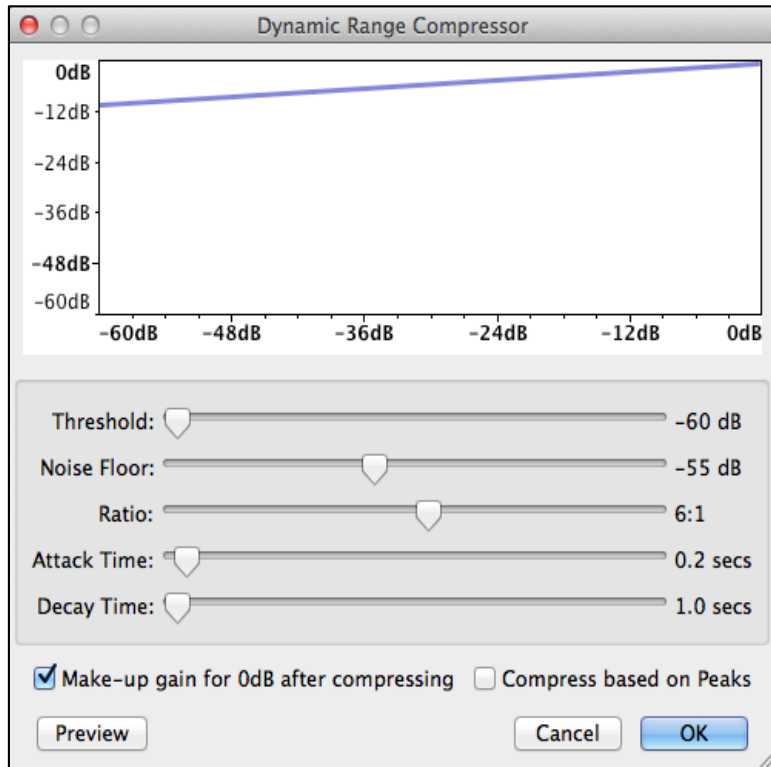 Dynamic Range Compressor
0dB
-12dB
-24dB
-36dB
-48dB
-60dB
-60dB -48dB -36dB -24dB -12dB 0dB
Threshold: -60 dB
Noise Floor: -55 dB
Ratio: 6:1
Attack Time: 0.2 secs
Decay Time: 1.0 secs
Make-up gain for 0dB after compressing Compress based on Peaks
Preview Cancel OK